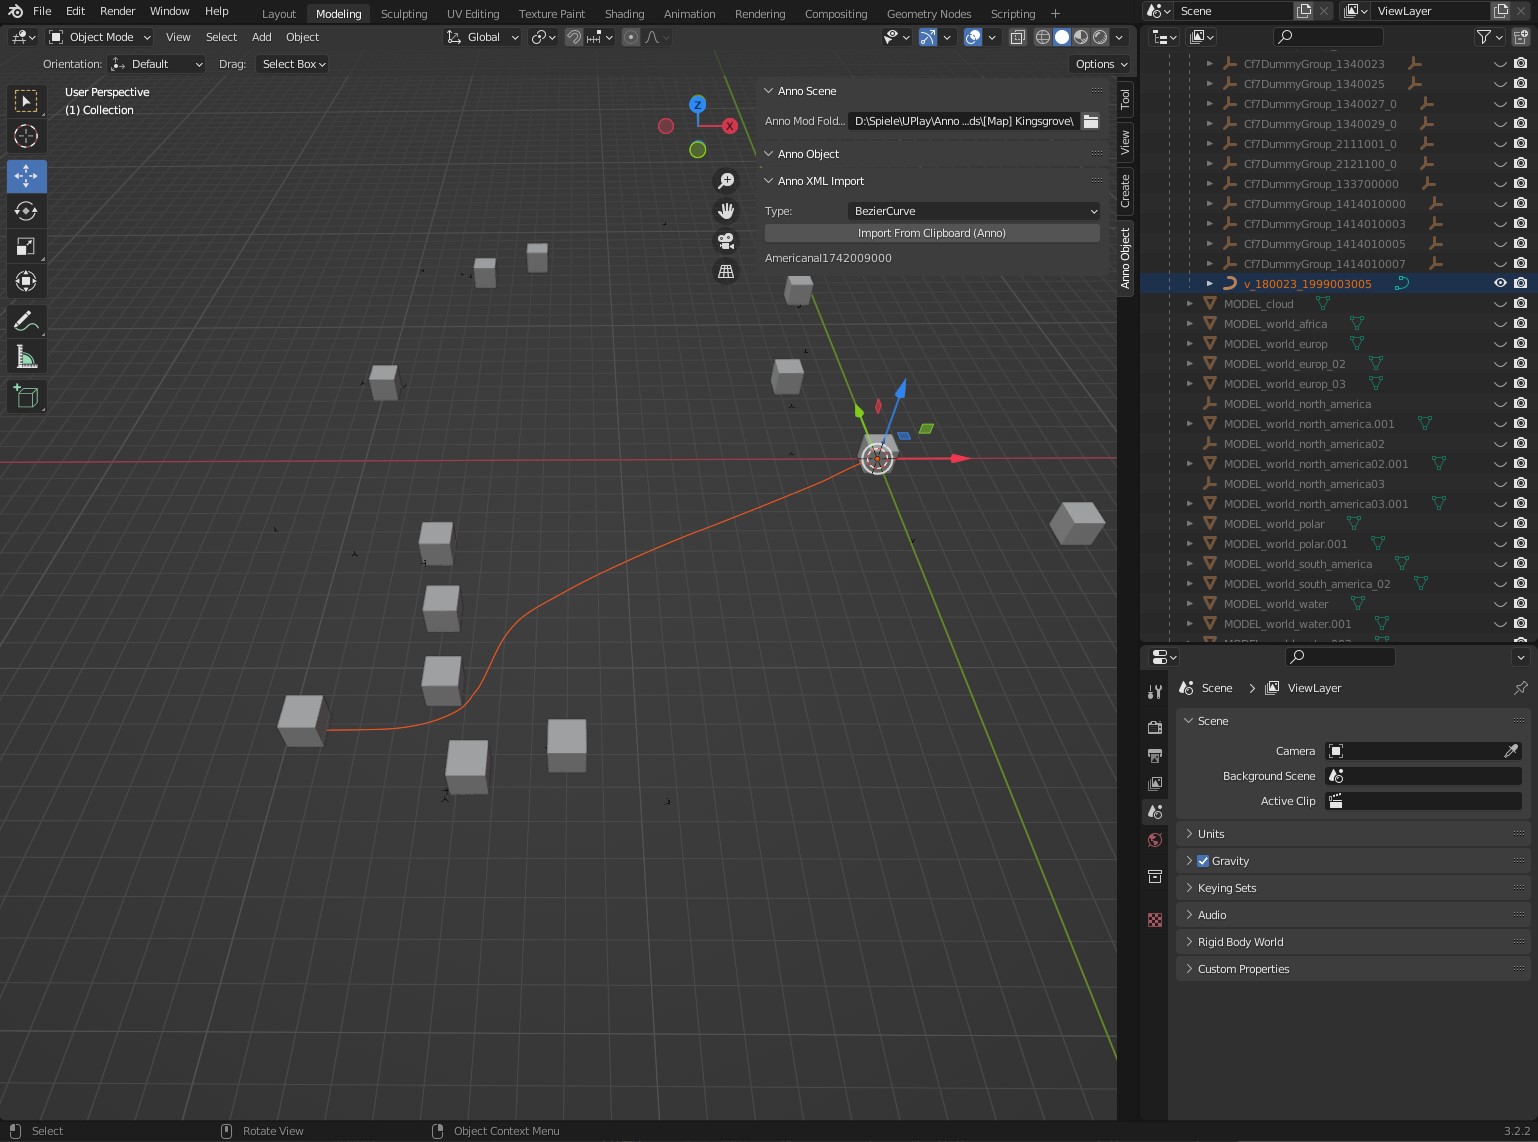 File Edit Render Window Help Layout Modeling Sculpting UV Editing Texture Paint Shading Animation Rendering Compositing Geometry Nodes Scripting + Scene ViewLayer
Object Mode View Select Add Object Global
Orientation: Default Drag: Select Box Options
User Perspective
(1) Collection
Z
X
Anno Scene
Anno Mod Fold... D:\Spiele\UPlay\Anno ...ds\[Map] Kingsgrove\
Anno Object
Anno XML Import
Type: BezierCurve
Import From Clipboard (Anno)
Americanal1742009000
Tool
View
Create
Anno Object
Cf7DummyGroup_1340023
Cf7DummyGroup_1340025
Cf7DummyGroup_1340027_0
Cf7DummyGroup_1340029_0
Cf7DummyGroup_2111001_0
Cf7DummyGroup_2121100_0
Cf7DummyGroup_133700000
Cf7DummyGroup_1414010000
Cf7DummyGroup_1414010003
Cf7DummyGroup_1414010005
Cf7DummyGroup_1414010007
v_180023_1999003005
MODEL_cloud
MODEL_world_africa
MODEL_world_europ
MODEL_world_europ_02
MODEL_world_europ_03
MODEL_world_north_america
MODEL_world_north_america.001
MODEL_world_north_america02
MODEL_world_north_america02.001
MODEL_world_north_america03
MODEL_world_north_america03.001
MODEL_world_polar
MODEL_world_polar.001
MODEL_world_south_america
MODEL_world_south_america_02
MODEL_world_water
MODEL_world_water.001
Scene > ViewLayer
Scene
Camera
Background Scene
Active Clip
Units
Gravity
Keying Sets
Audio
Rigid Body World
Custom Properties
Select Rotate View Object Context Menu 3.2.2